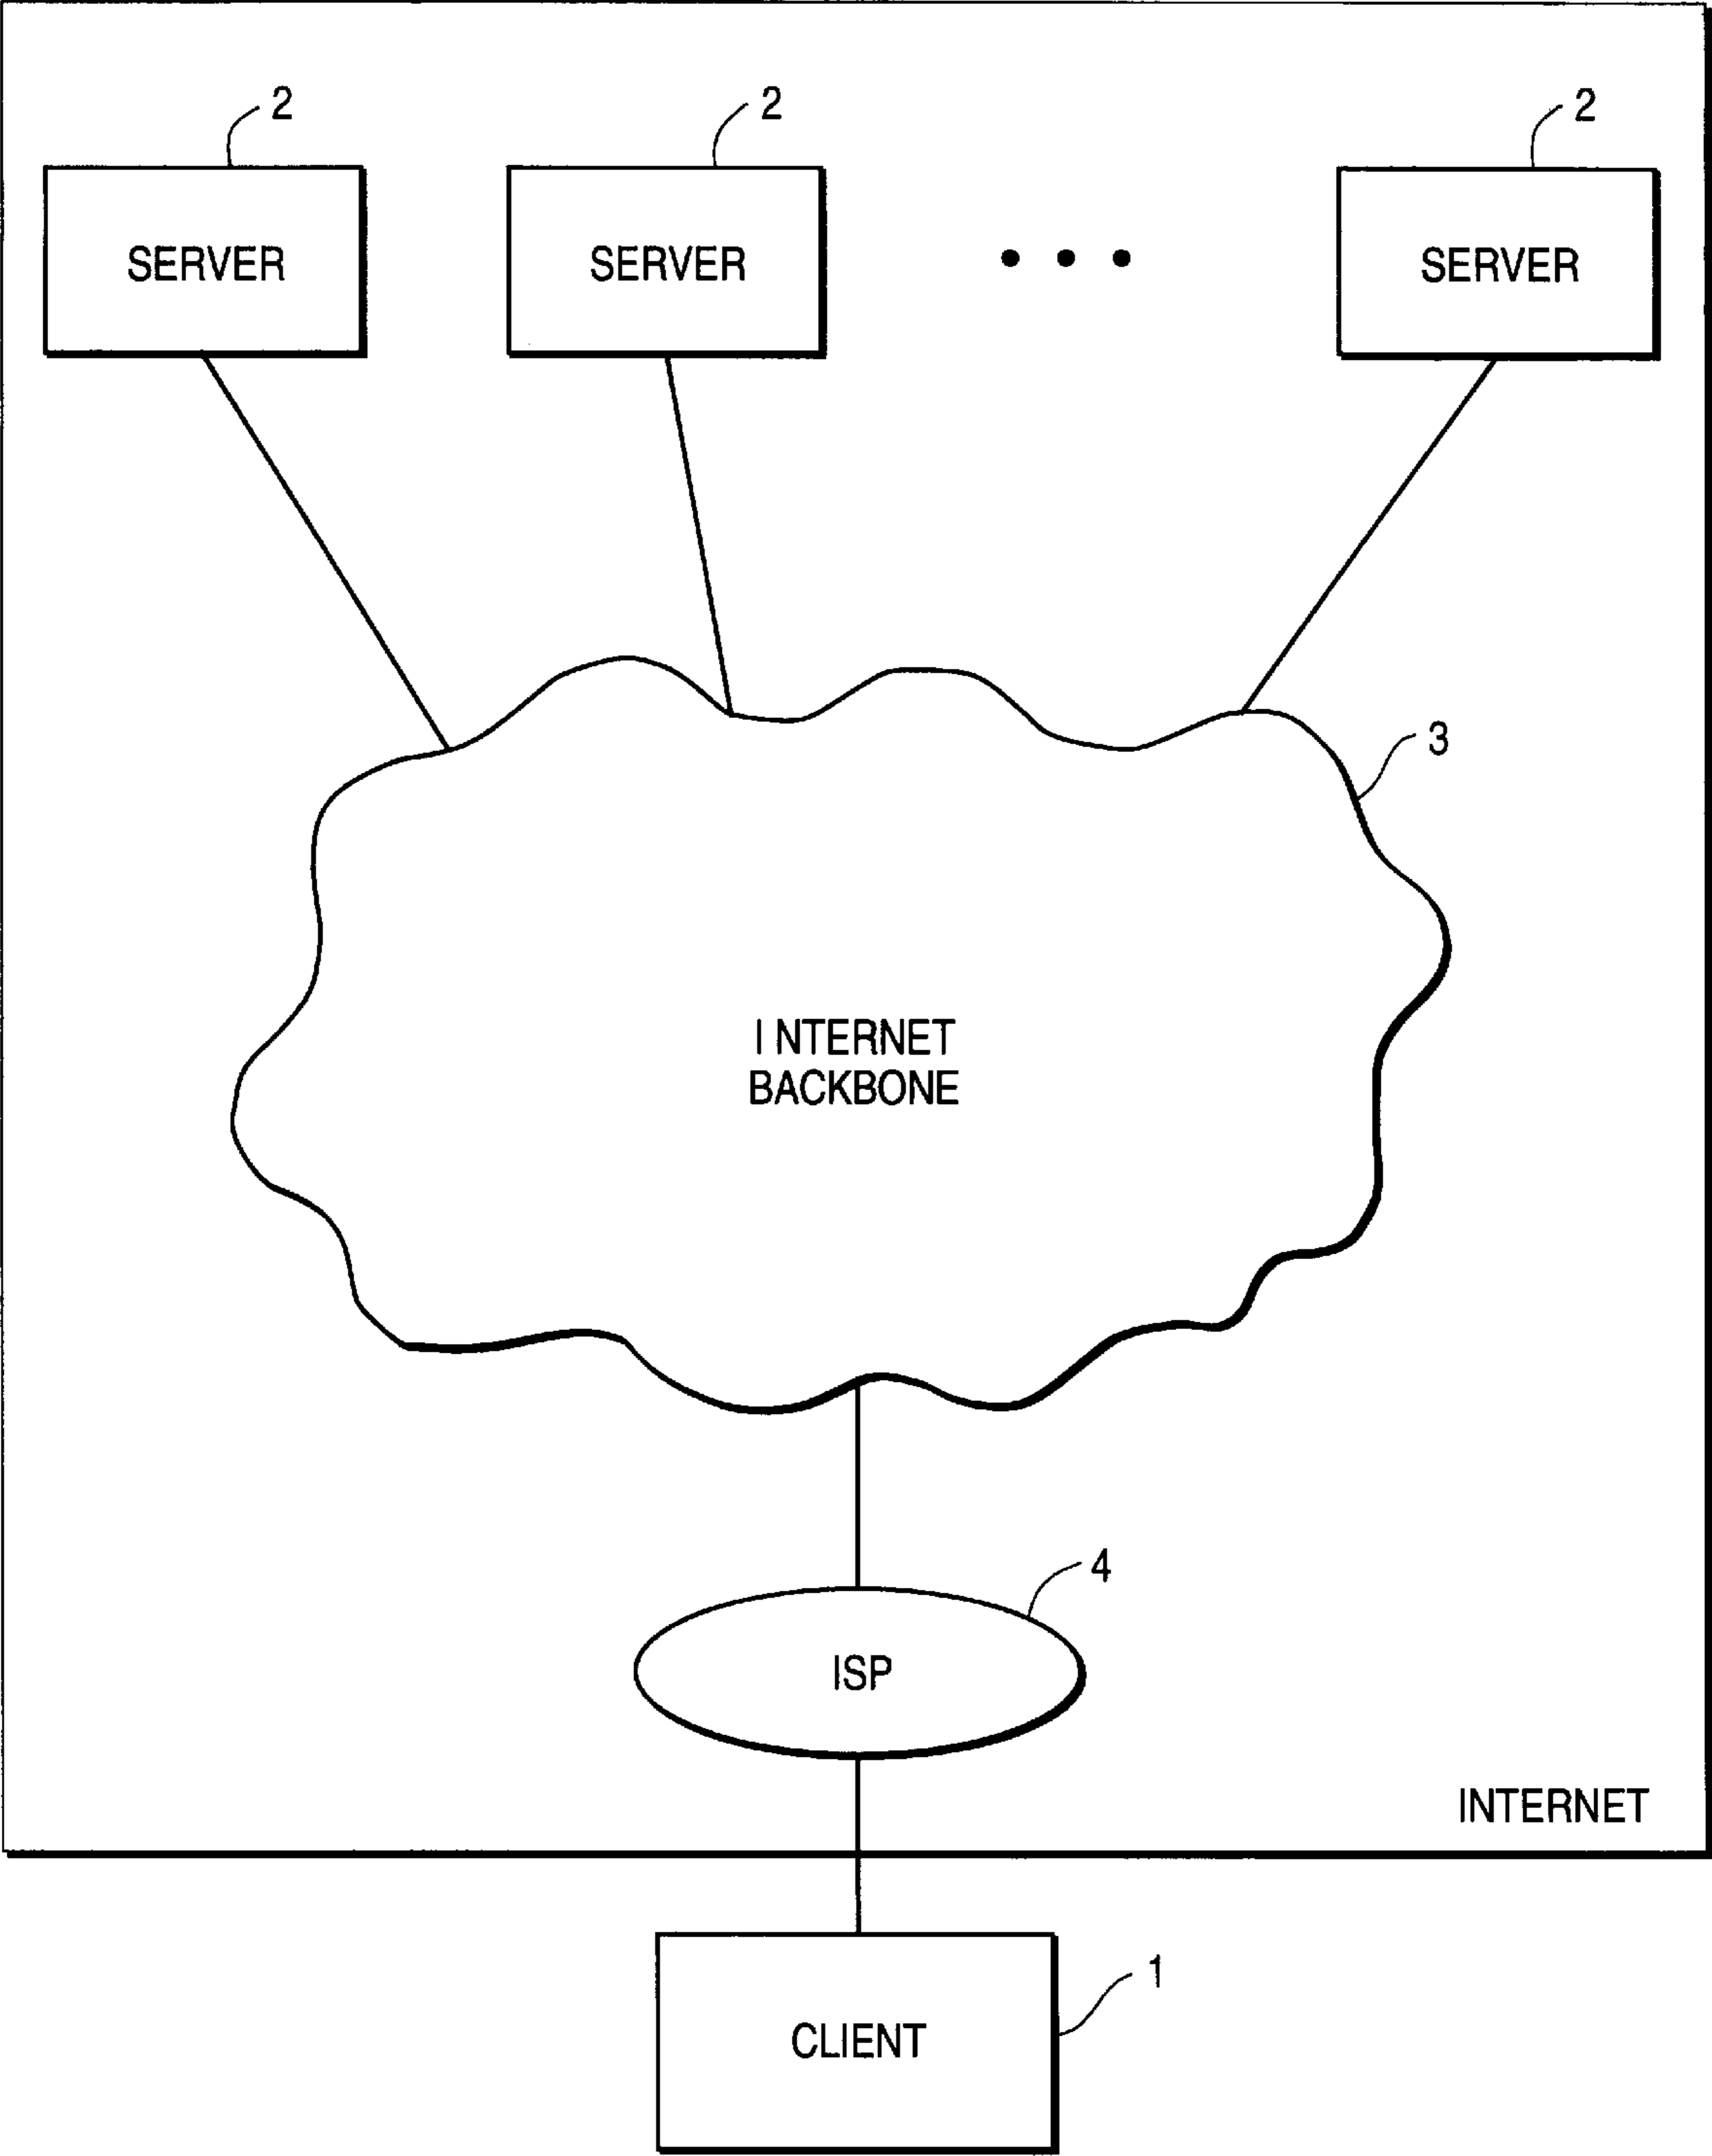 2 2 2
SERVER SERVER SERVER
3
I NTERNET
BACKBONE
4
ISP
INTERNET
1
CLIENT